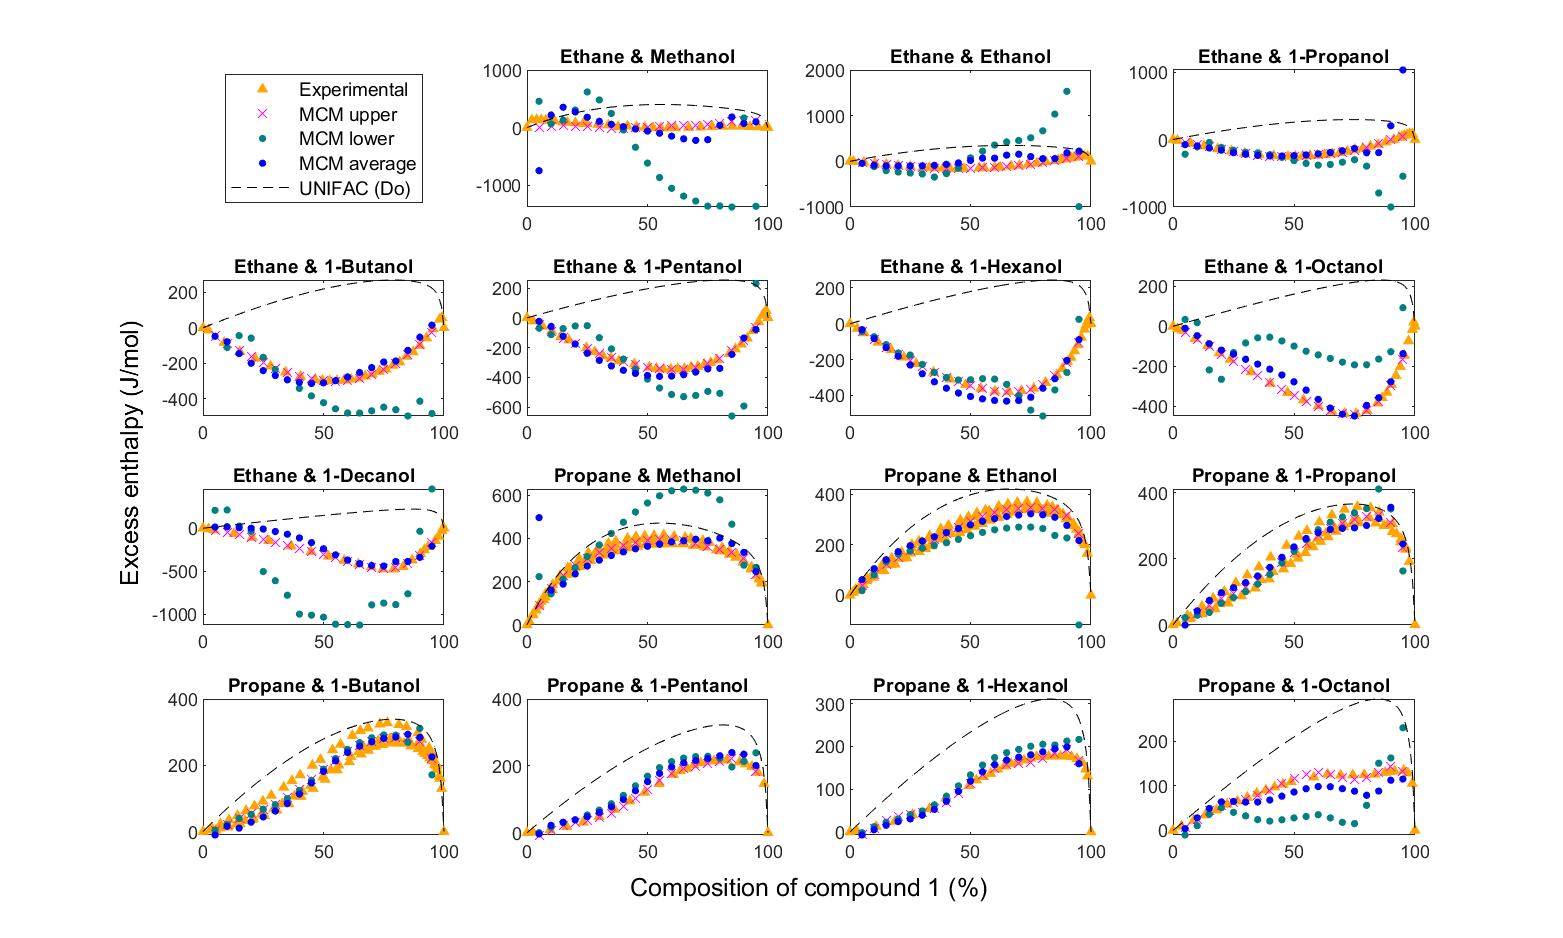 Experimental
MCM upper
MCM lower
MCM average
UNIFAC (Do)
Ethane & Methanol
1000
0
-1000
0 50 100
Ethane & Ethanol
2000
1000
0
-1000
0 50 100
Ethane & 1-Propanol
1000
0
-1000
0 50 100
Ethane & 1-Butanol
200
0
-200
-400
0 50 100
Ethane & 1-Pentanol
200
0
-200
-400
-600
0 50 100
Ethane & 1-Hexanol
200
0
-200
-400
0 50 100
Ethane & 1-Octanol
200
0
-200
-400
0 50 100
Ethane & 1-Decanol
0
-500
-1000
0 50 100
Propane & Methanol
600
400
200
0
0 50 100
Propane & Ethanol
400
200
0
0 50 100
Propane & 1-Propanol
400
200
0
0 50 100
Propane & 1-Butanol
400
200
0
0 50 100
Propane & 1-Pentanol
400
200
0
0 50 100
Propane & 1-Hexanol
300
200
100
0
0 50 100
Propane & 1-Octanol
200
100
0
0 50 100
Excess enthalpy (J/mol)
Composition of compound 1 (%)